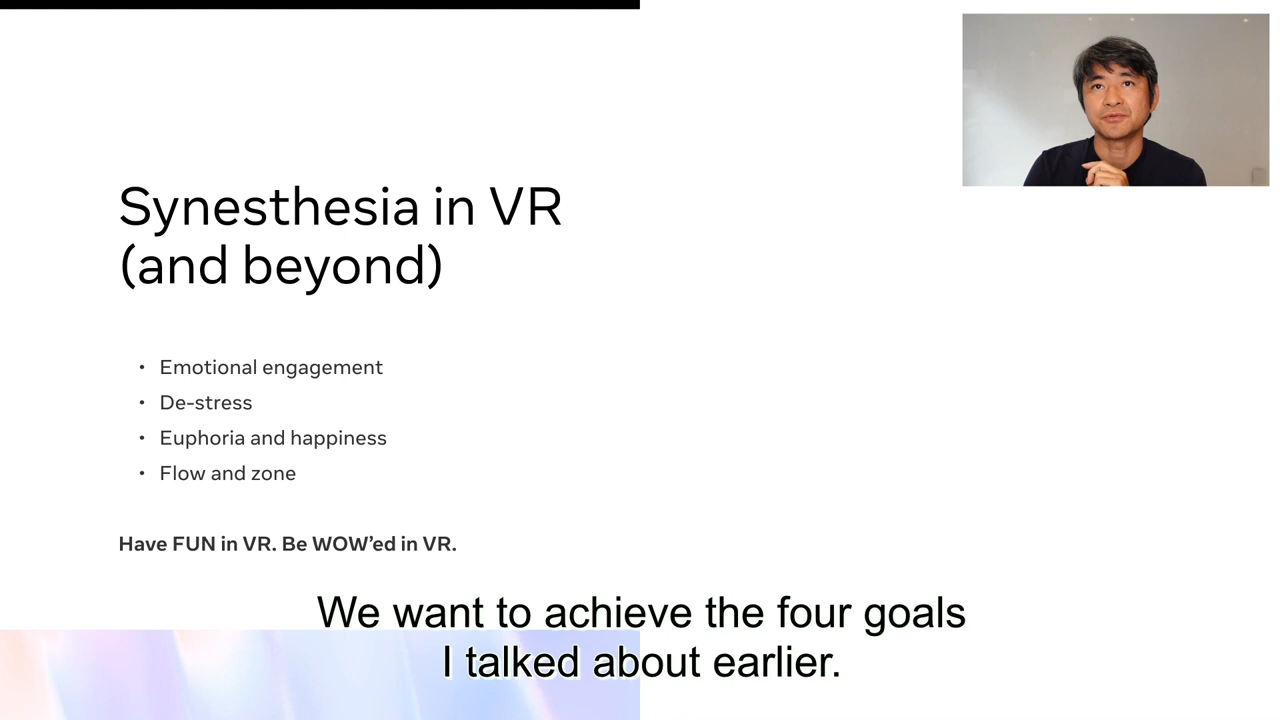 Synesthesia in VR
(and beyond)
• Emotional engagement
• De-stress
• Euphoria and happiness
• Flow and zone
Have FUN in VR. Be WOW’ed in VR.
We want to achieve the four goals
I talked about earlier.